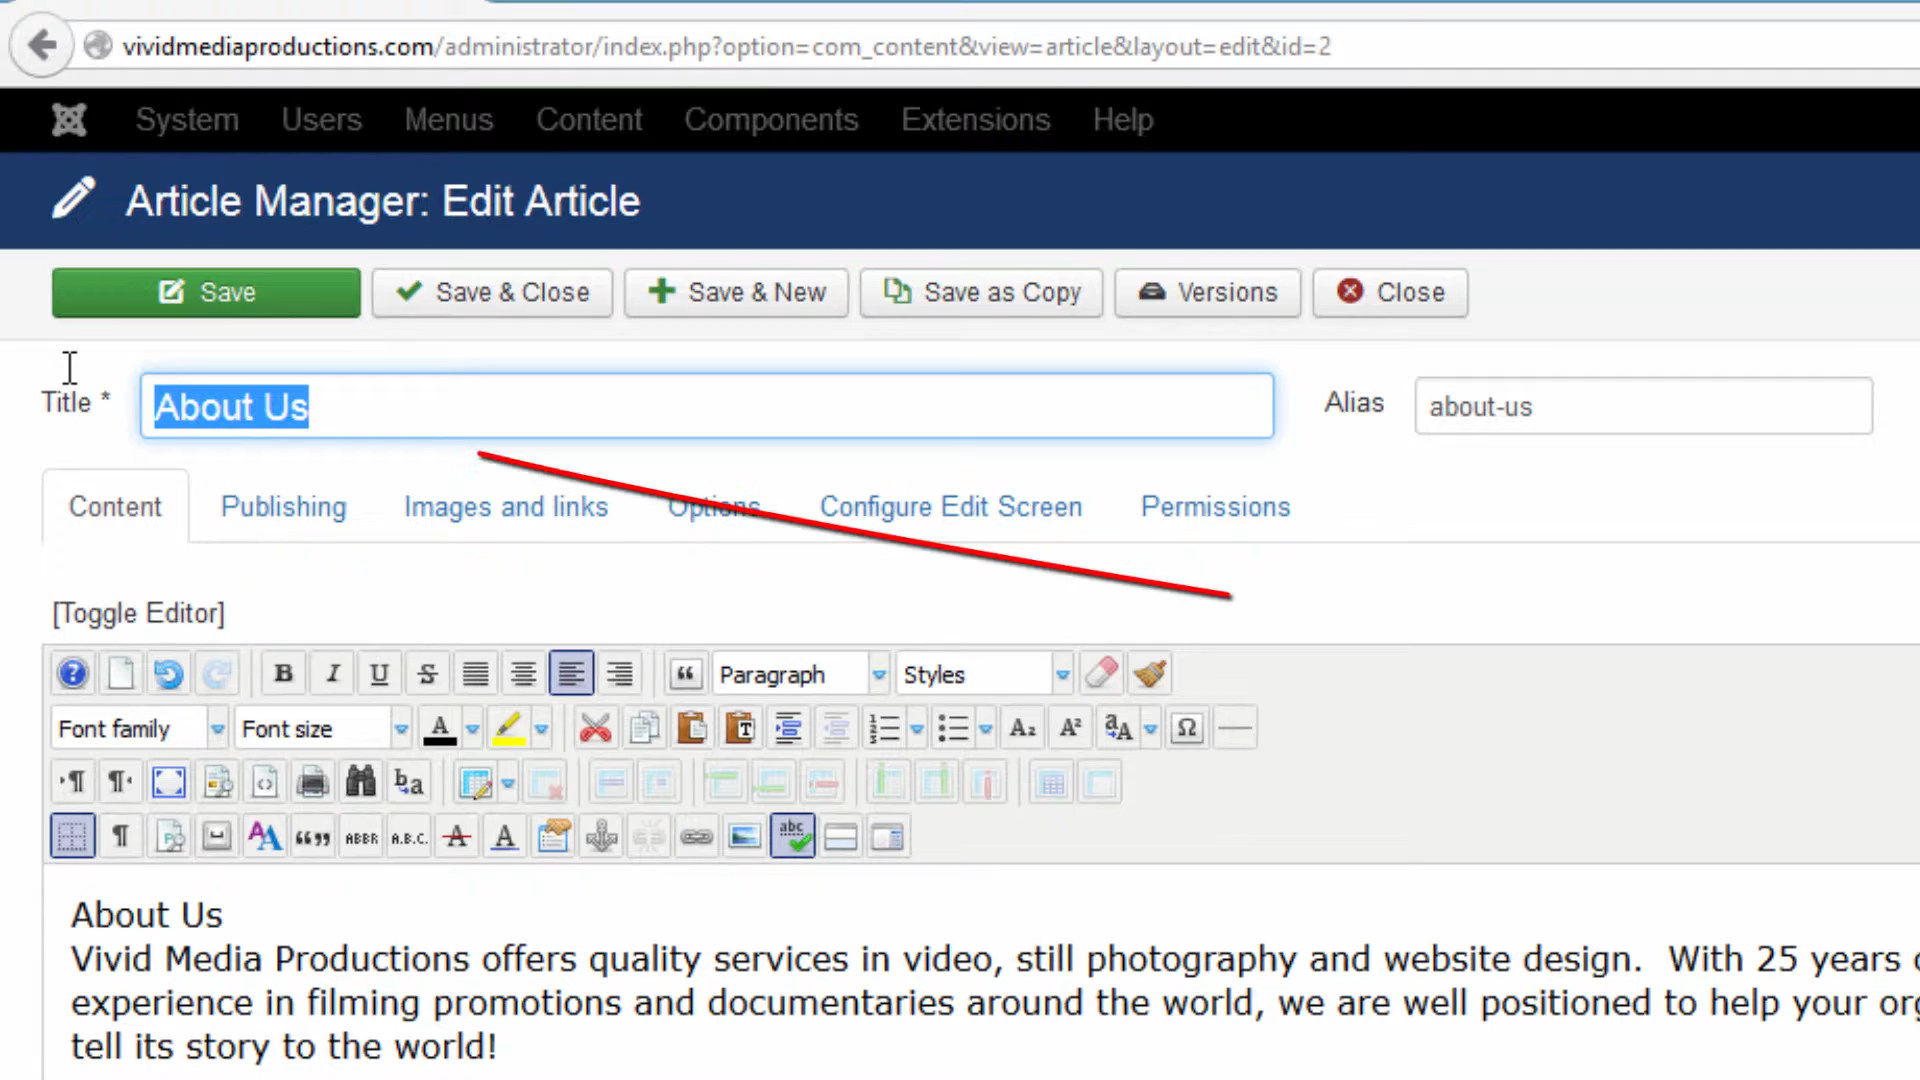 vividmediaproductions.com/administrator/index.php?option=com_content&view=article&layout=edit&id=2
System Users Menus Content Components Extensions Help
Article Manager: Edit Article
Save Save & Close Save & New Save as Copy Versions Close
Title * About Us Alias about-us
Content Publishing Images and links Options Configure Edit Screen Permissions
[Toggle Editor]
Paragraph Styles
Font family Font size
ABBR A.B.C. abc
About Us
Vivid Media Productions offers quality services in video, still photography and website design. With 25 years
experience in filming promotions and documentaries around the world, we are well positioned to help your
tell its story to the world!